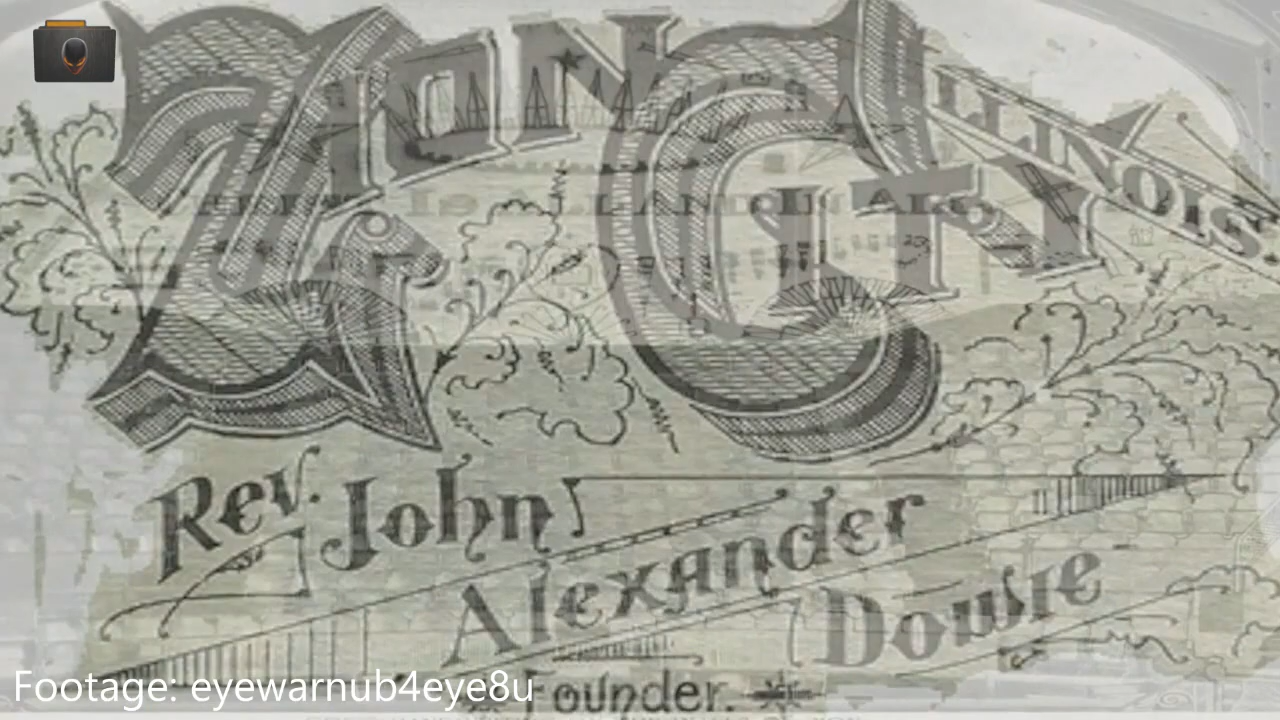 ZION CITY ILLINOIS.
Rev. John
Alexander
Dowie
Founder.
Footage: eyewarnub4eye8u